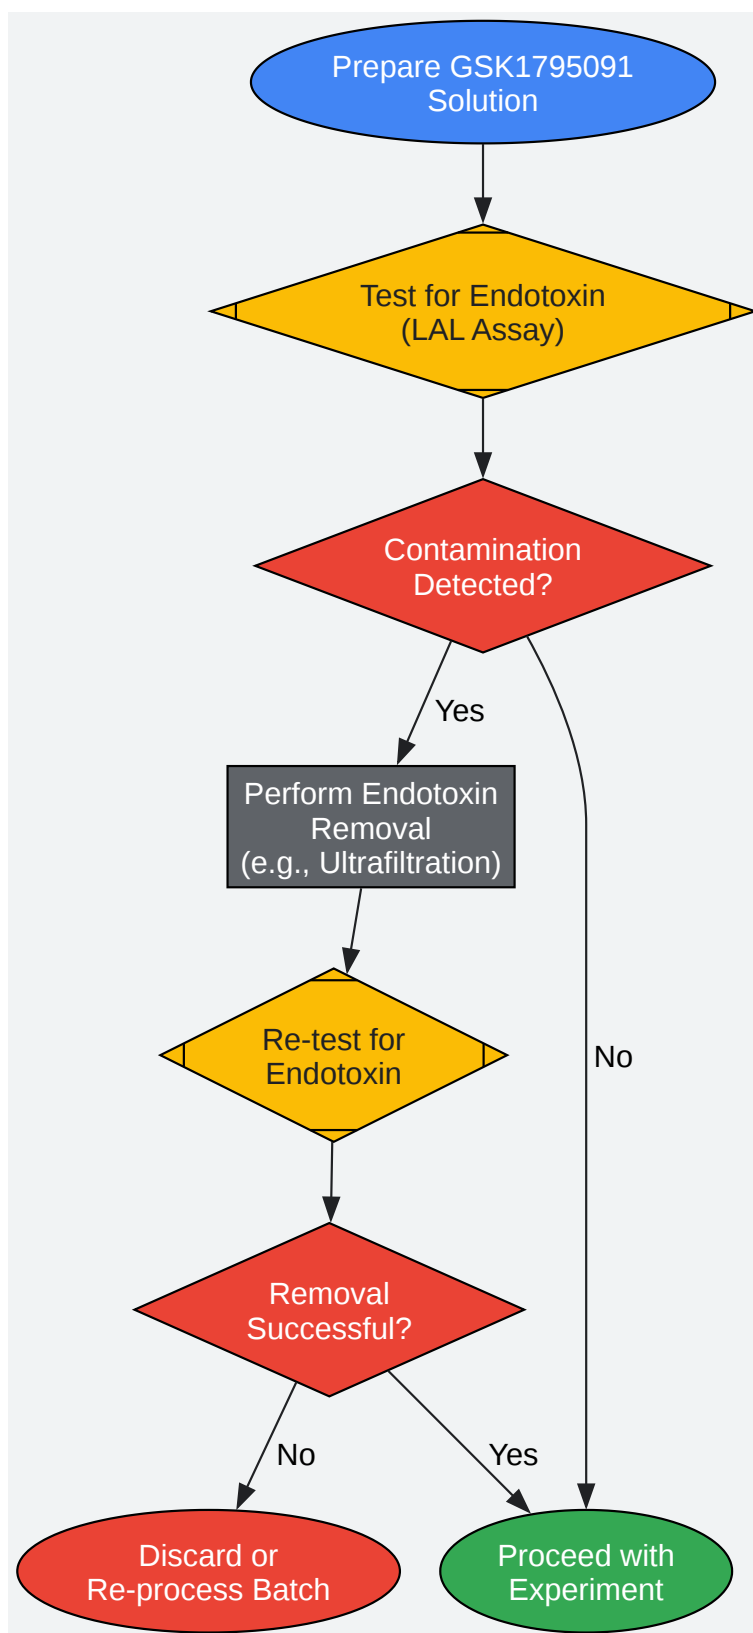 Prepare GSK1795091
Solution
Test for Endotoxin
(LAL Assay)
Contamination
Detected?
Yes
Perform Endotoxin
Removal
(e.g., Ultrafiltration)
Re-test for
Endotoxin
No
Removal
Successful?
No
Yes
Discard or
Re-process Batch
Proceed with
Experiment